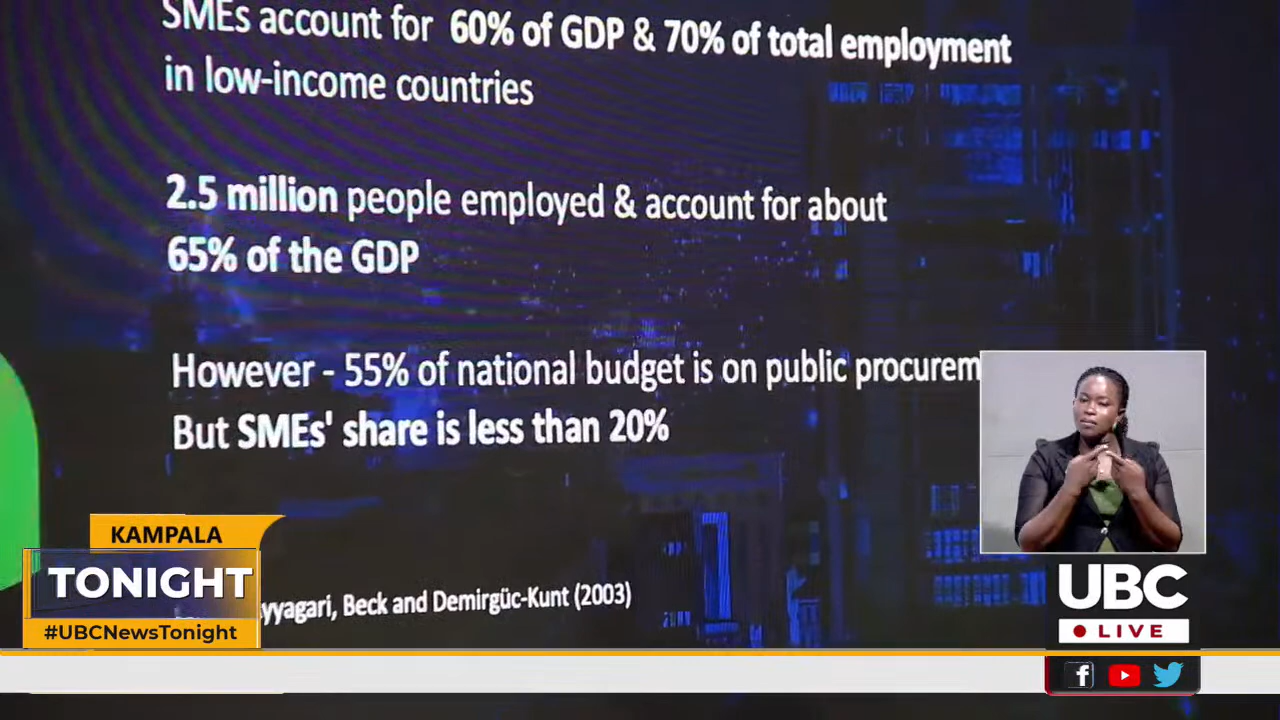 SMEs account for 60% of GDP & 70% of total employment
in low-income countries
2.5 million people employed & account for about
65% of the GDP
However - 55% of national budget is on public
But SMEs' share is less than 20%
Beck and Demirgüc-Kunt (2003)
KAMPALA
TONIGHT
#UBCNewsTonight
UBC
LIVE